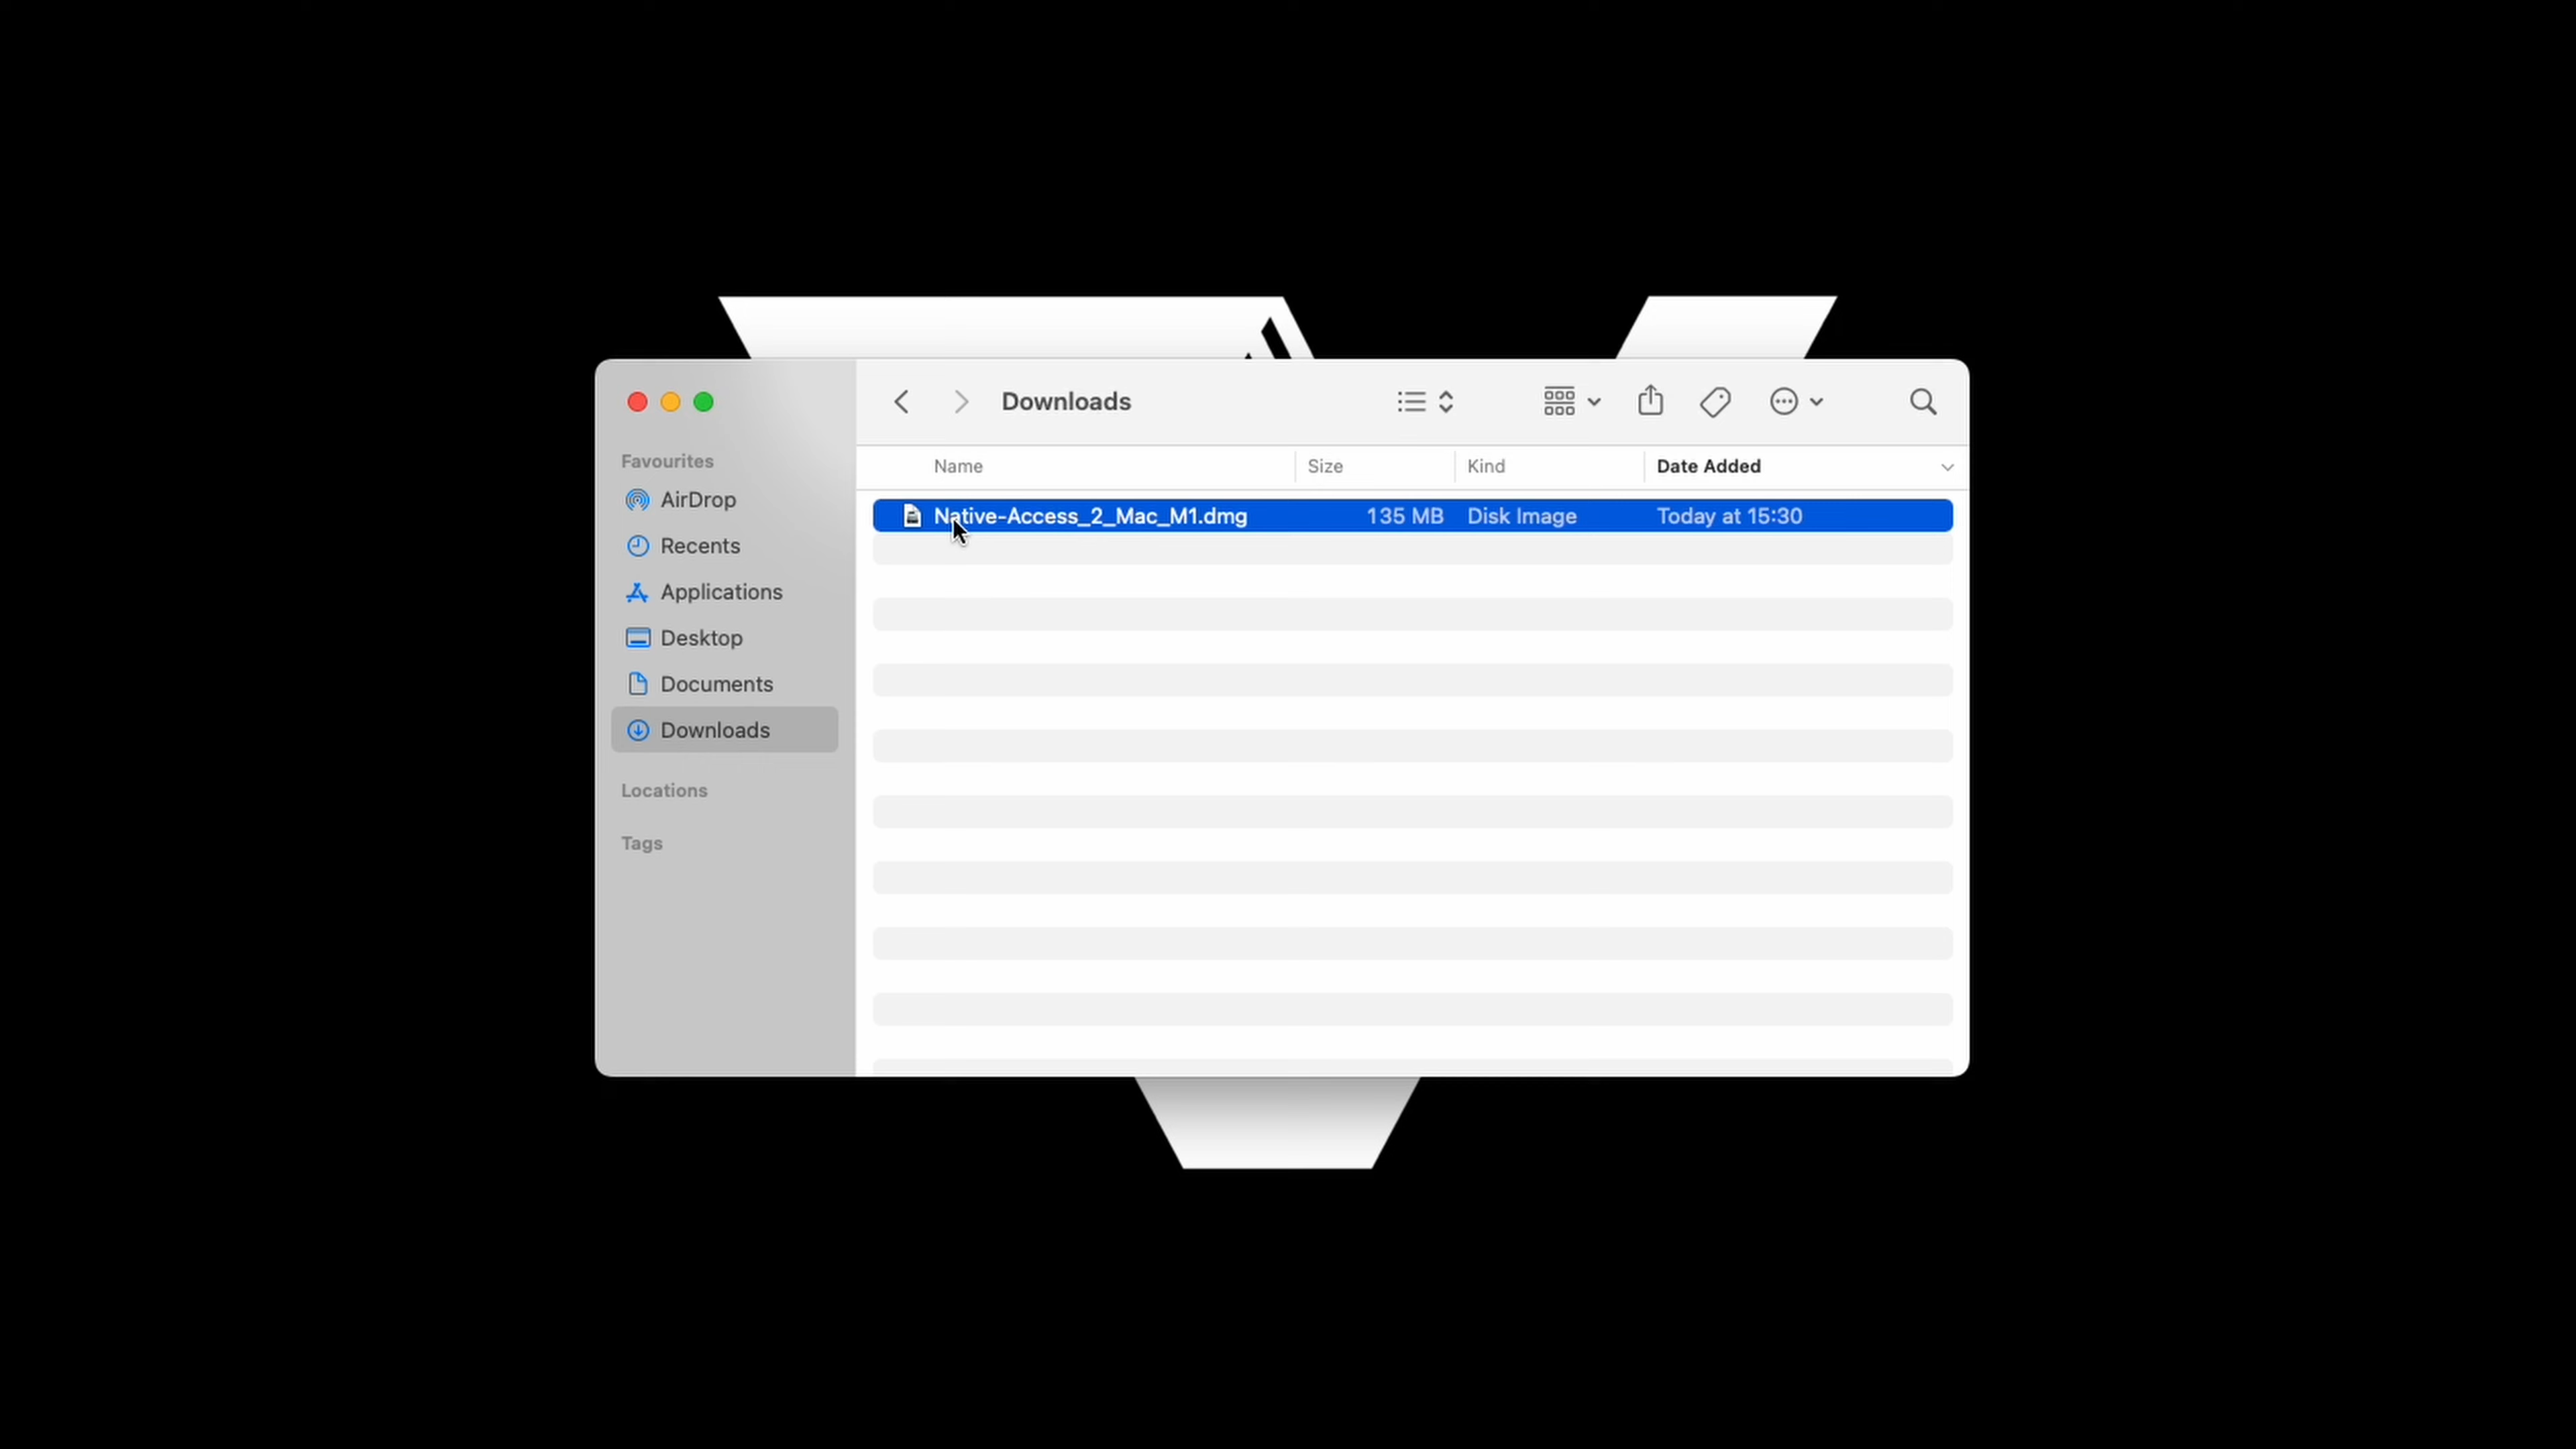 Downloads
Favourites
AirDrop
Recents
Applications
Desktop
Documents
Downloads
Locations
Tags
Name Size Kind Date Added
Native-Access_2_Mac_M1.dmg 135 MB Disk Image Today at 15:30